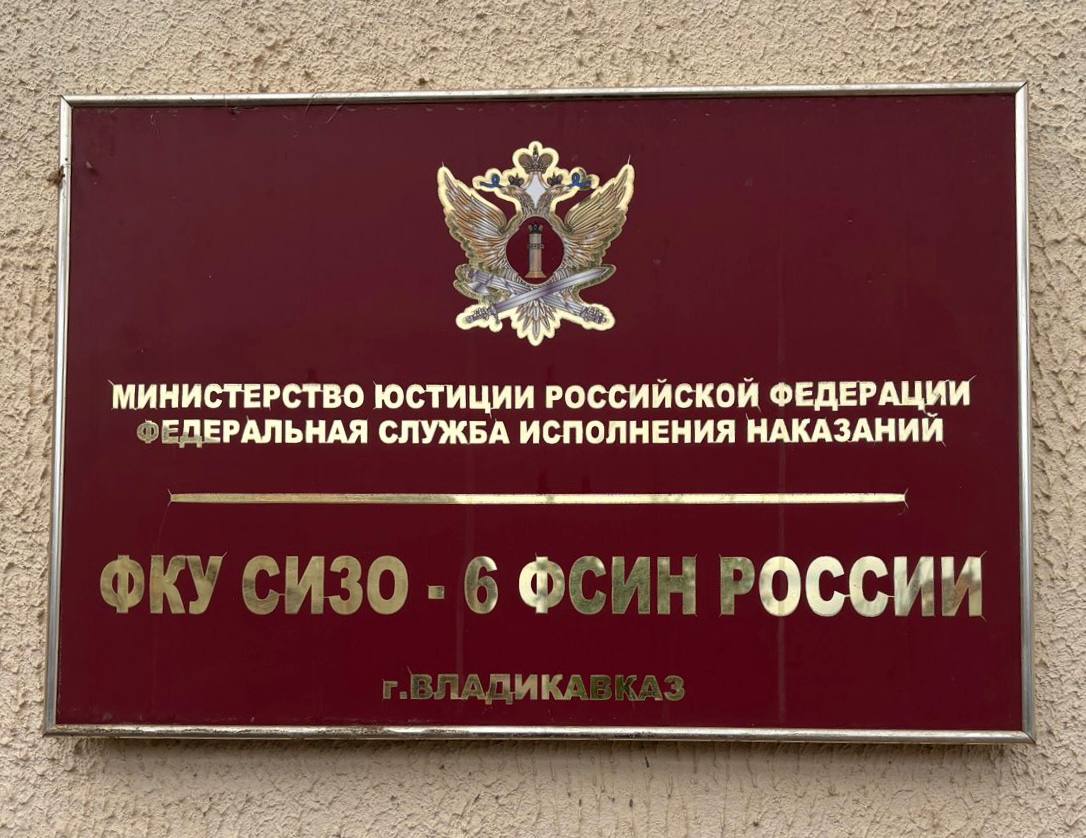 МИНИСТЕРСТВО ЮСТИЦИИ РОССИЙСКОЙ ФЕДЕРАЦИИ
ФЕДЕРАЛЬНАЯ СЛУЖБА ИСПОЛНЕНИЯ НАКАЗАНИЙ
ФКУ СИЗО - 6 ФСИН РОССИИ
г.ВЛАДИКАВКАЗ